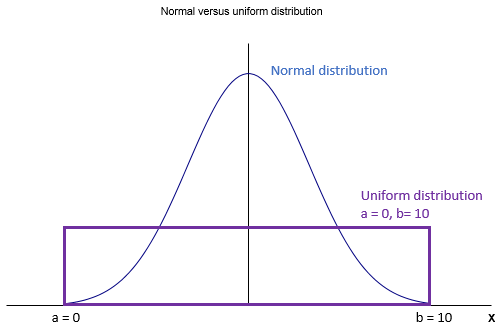 Normal versus uniform distribution
Normal distribution
Uniform distribution
a = 0, b= 10
a = 0
b = 10
x